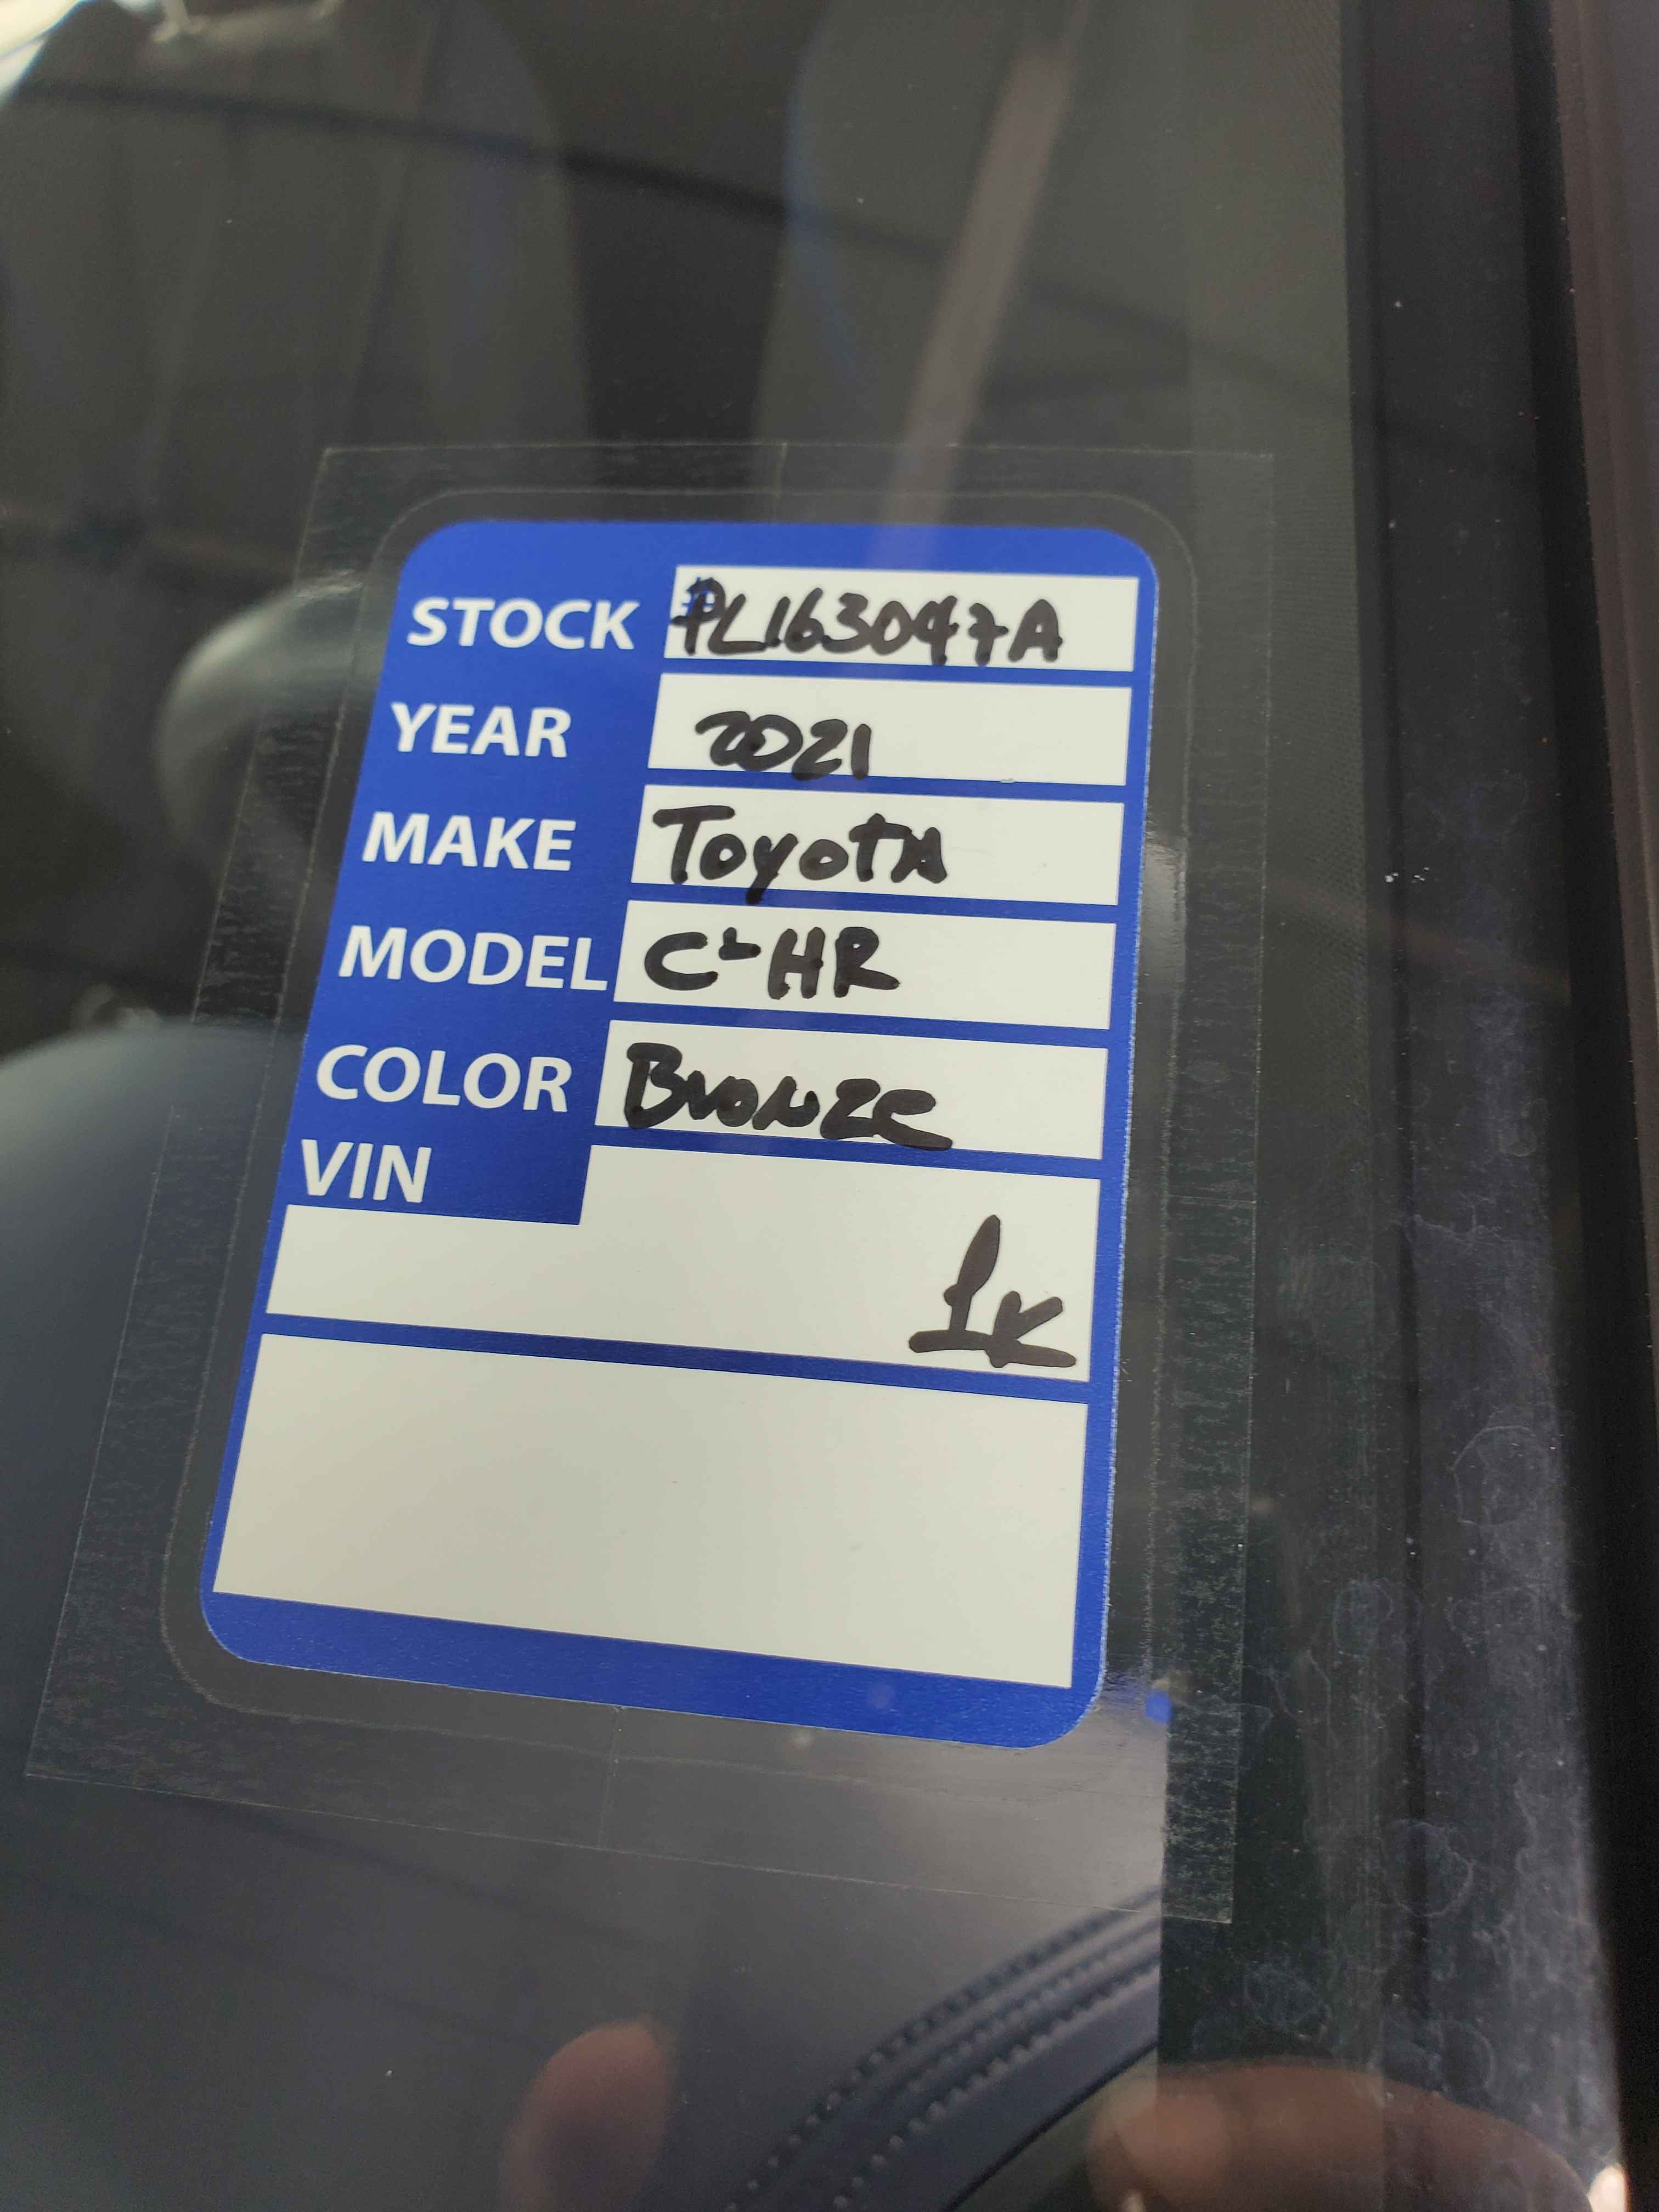 STOCK #PL163047A
YEAR 2021
MAKE ToyotA
MODEL C-HR
COLOR Bronze
VIN
1K